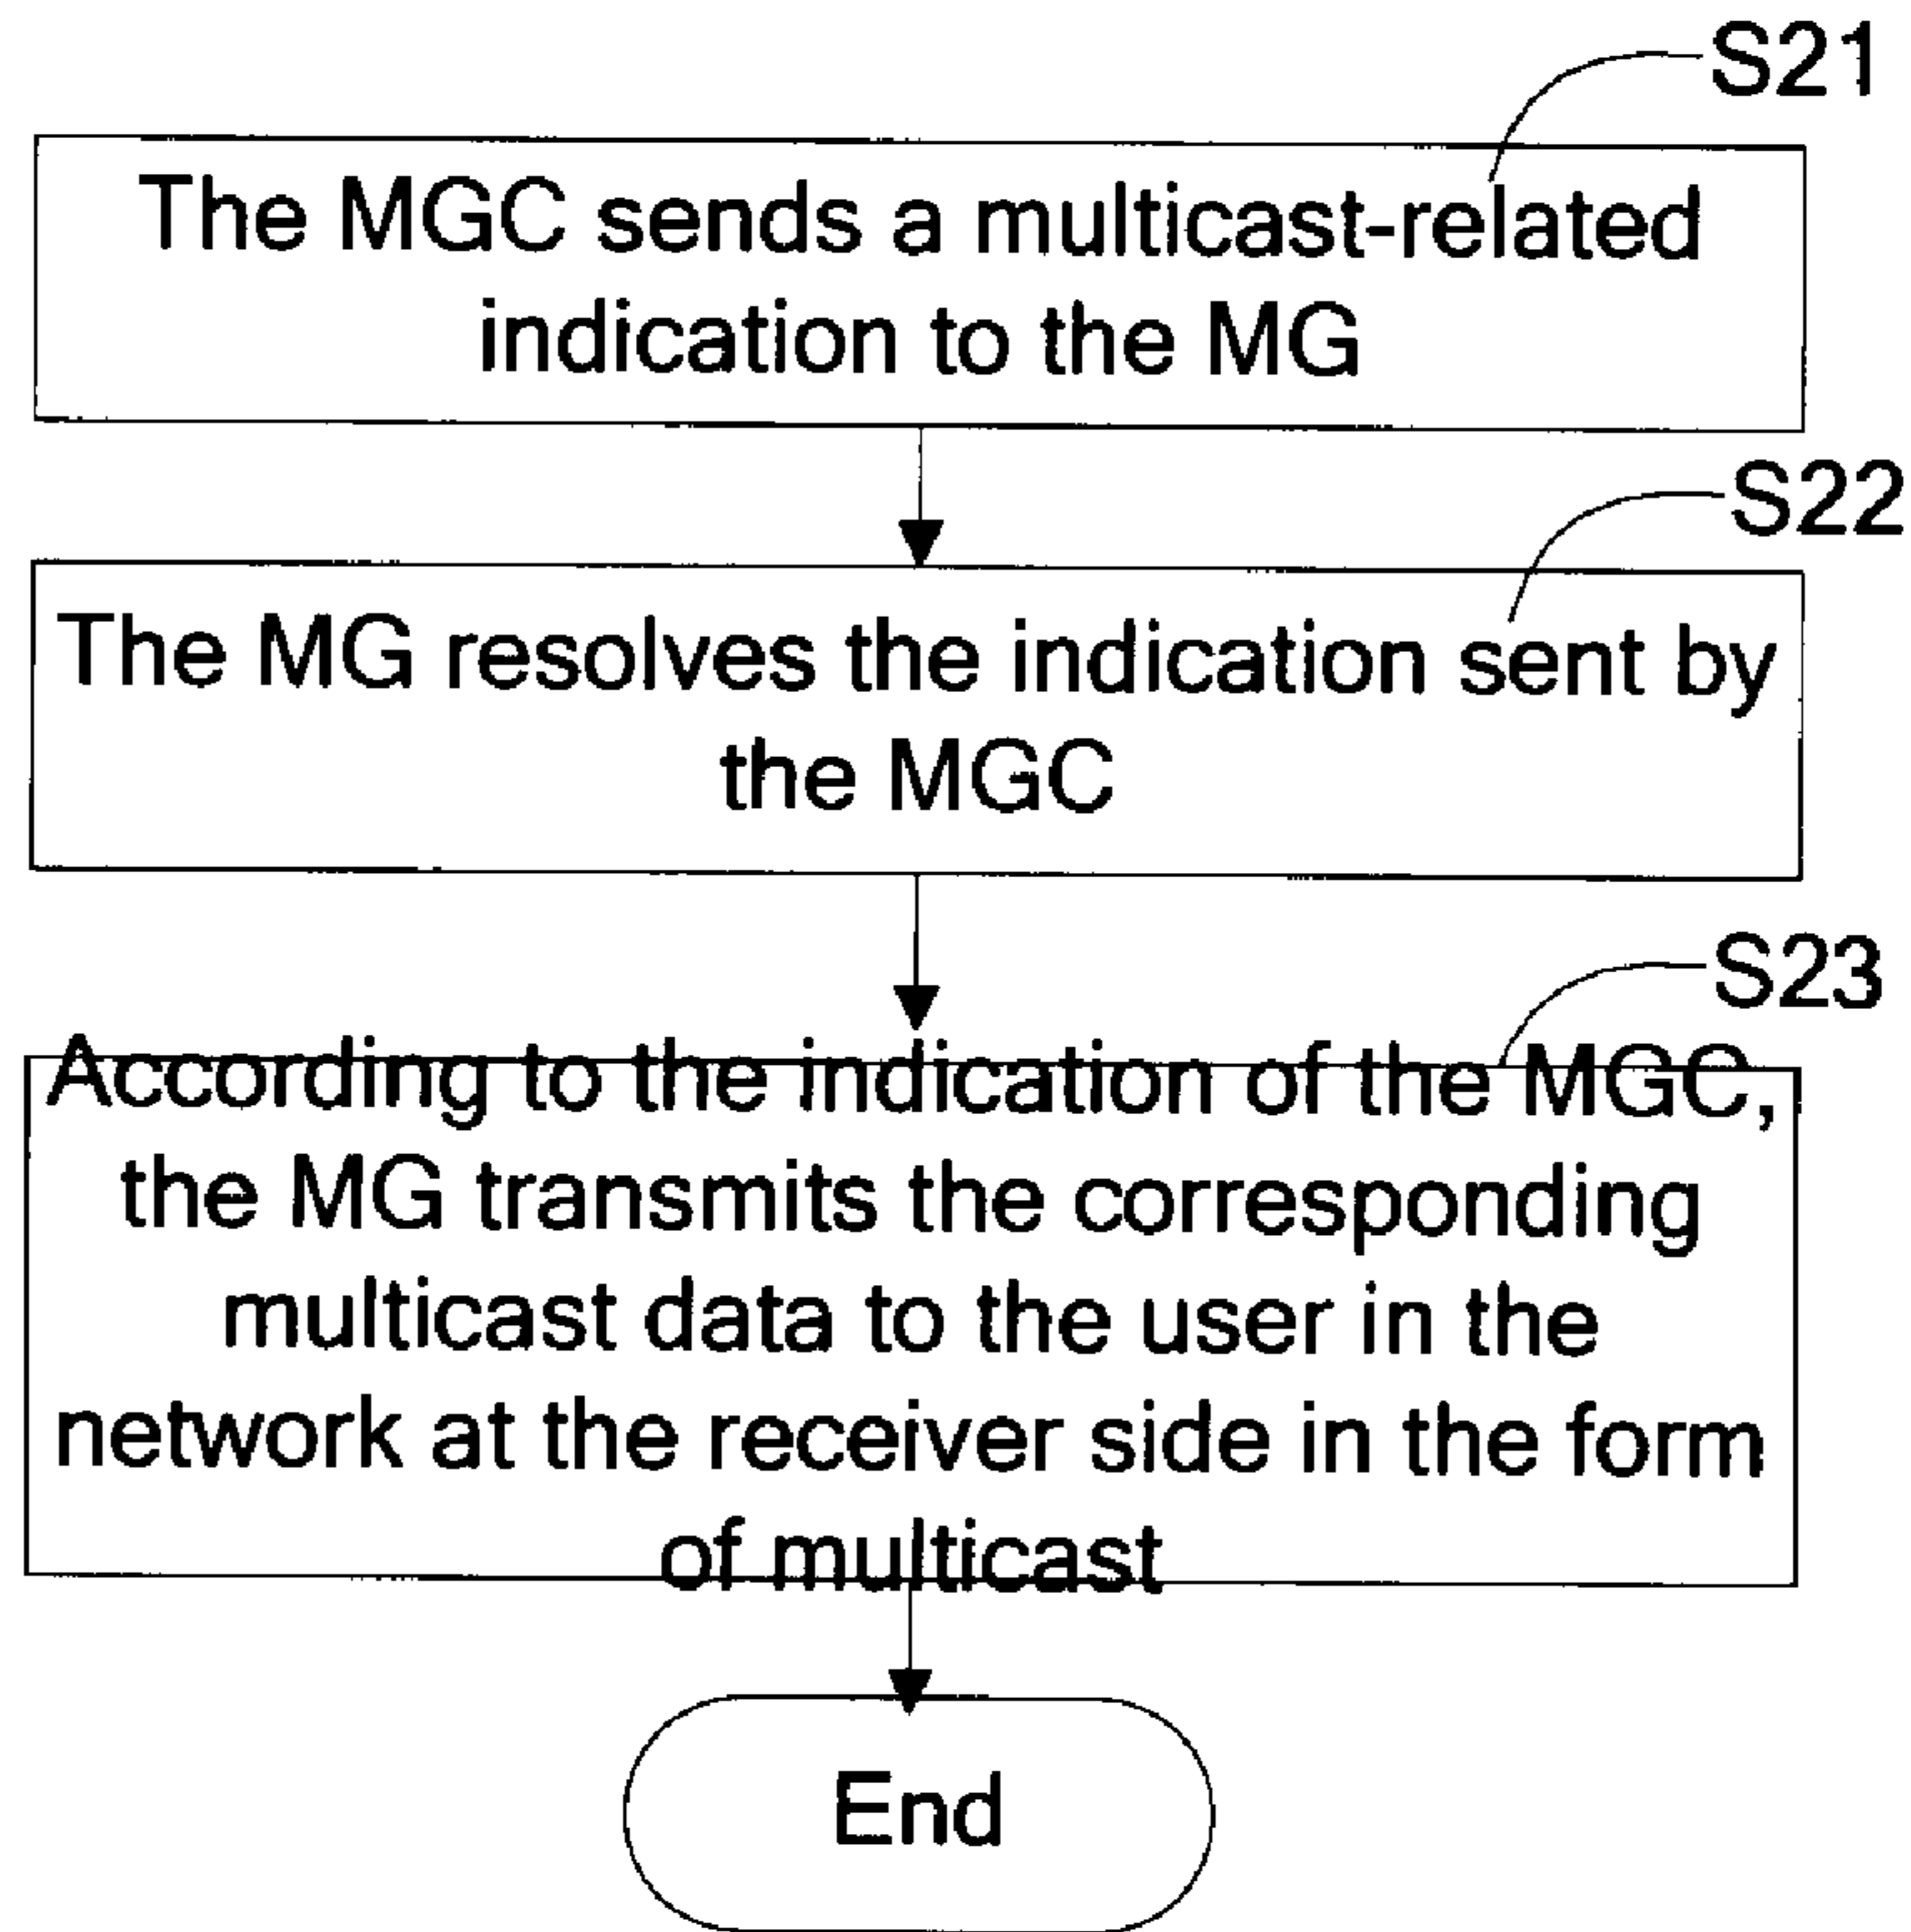 S21
The MGC sends a multicast-related
indication to the MG
S22
The MG resolves the indication sent by
the MGC
S23
According to the indication of the MGC,
the MG transmits the corresponding
multicast data to the user in the
network at the receiver side in the form
of multicast
End